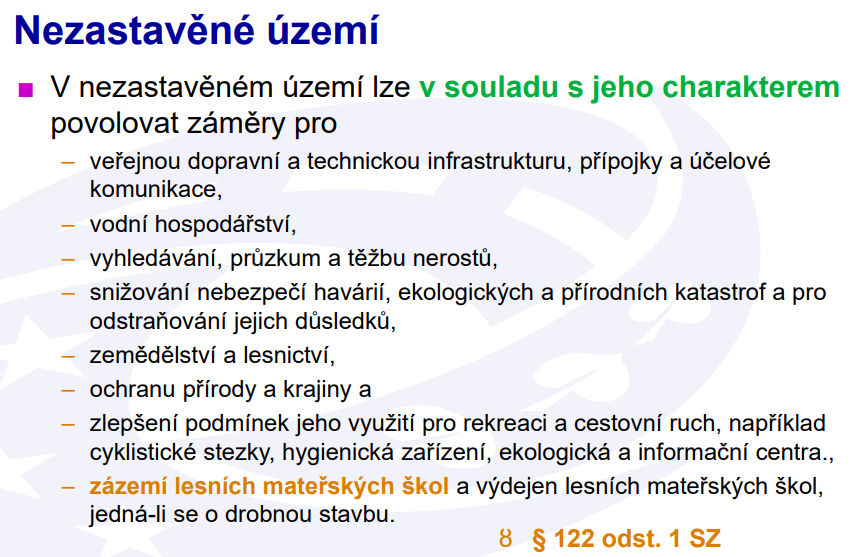 Nezastavěné území
■ V nezastavěném území lze v souladu s jeho charakterem
povolovat záměry pro
– veřejnou dopravní a technickou infrastrukturu, přípojky a účelové
komunikace,
– vodní hospodářství,
– vyhledávání, průzkum a těžbu nerostů,
– snižování nebezpečí havárií, ekologických a přírodních katastrof a pro
odstraňování jejich důsledků,
– zemědělství a lesnictví,
– ochranu přírody a krajiny a
– zlepšení podmínek jeho využití pro rekreaci a cestovní ruch, například
cyklistické stezky, hygienická zařízení, ekologická a informační centra.,
– zázemí lesních mateřských škol a výdejen lesních mateřských škol,
jedná-li se o drobnou stavbu.
8 § 122 odst. 1 SZ